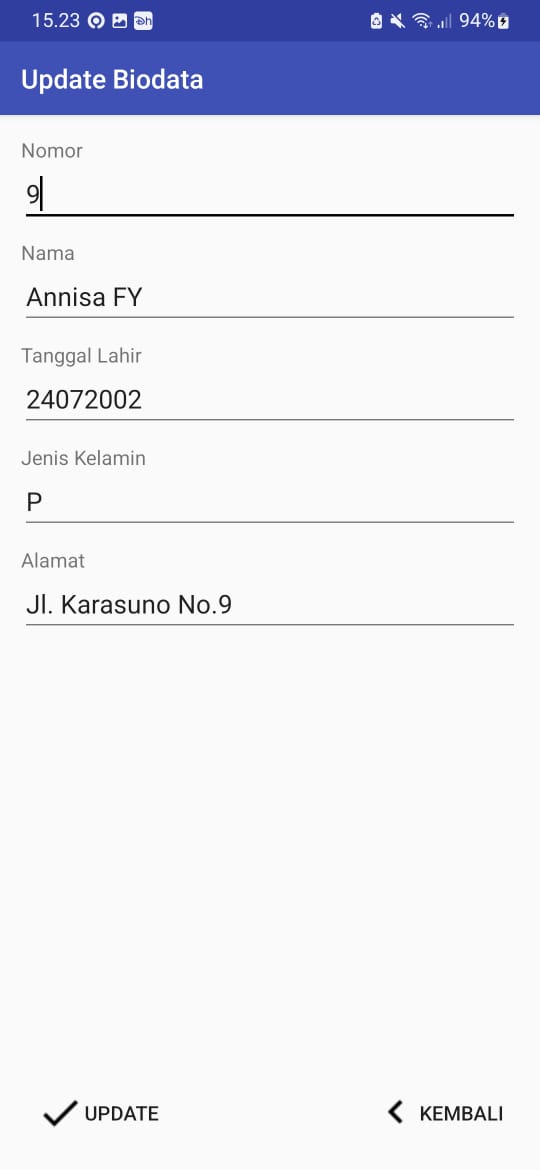 15.23 94%
Update Biodata
Nomor
9
Nama
Annisa FY
Tanggal Lahir
24072002
Jenis Kelamin
P
Alamat
Jl. Karasuno No.9
UPDATE KEMBALI